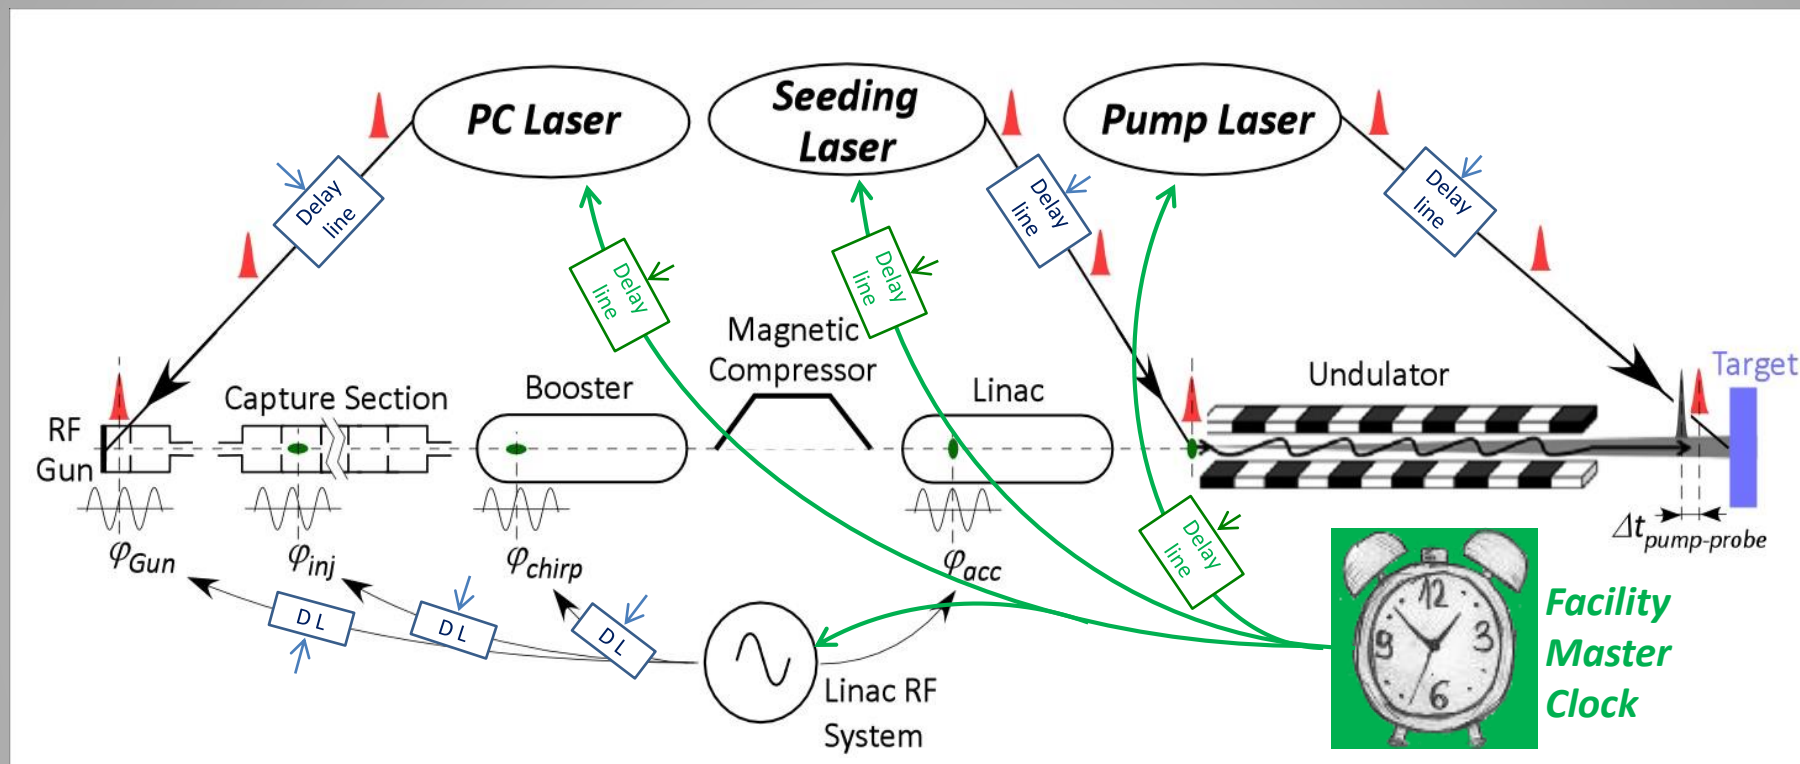 PC Laser
Seeding
Laser
Pump Laser
Delay
line
Delay
line
Delay
line
Delay
line
Delay
line
Delay
line
Magnetic
Compressor
Booster
Linac
Undulator
Target
Capture Section
RF
Gun
φGun
φinj
φchirp
φacc
Δtpump-probe
DL
DL
DL
Linac RF
System
12
3
6
9
Facility
Master
Clock